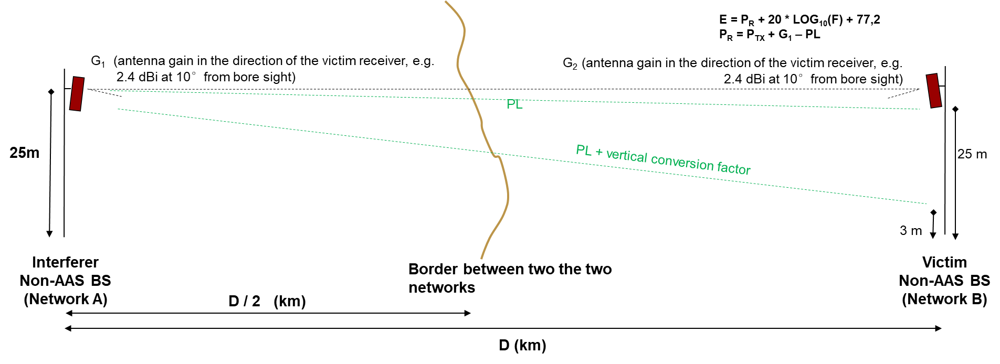 E = PR + 20 * LOG10(F) + 77,2
PR = PTX + G1 – PL
G1 (antenna gain in the direction of the victim receiver, e.g.
2.4 dBi at 10° from bore sight)
G2 (antenna gain in the direction of the victim receiver, e.g.
2.4 dBi at 10° from bore sight)
PL
25m
PL + vertical conversion factor
25 m
3 m
Interferer
Non-AAS BS
(Network A)
Border between two the two
networks
Victim
Non-AAS BS
(Network B)
D / 2 (km)
D (km)